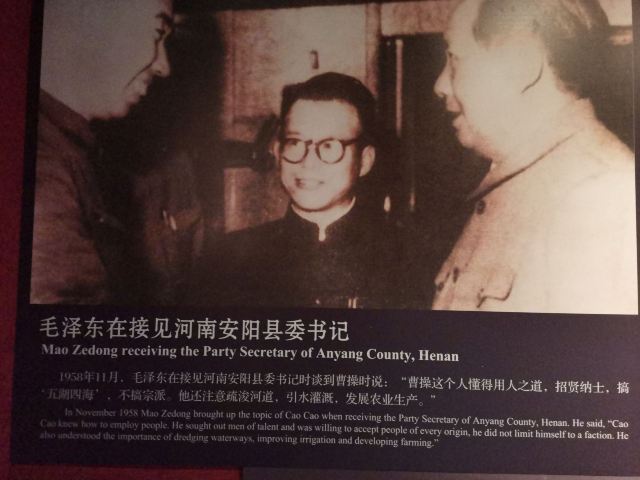 毛泽东在接见河南安阳县委书记
Mao Zedong receiving the Party Secretary of Anyang County, Henan
1958年11月，毛泽东在接见河南安阳县委书记时谈到曹操时说：“曹操这个人懂得用人之道，招贤纳士，搞
‘五湖四海’，不搞宗派。他还注意疏浚河道，引水灌溉，发展农业生产。”
In November 1958 Mao Zedong brought up the topic of Cao Cao when receiving the Party Secretary of Anyang County, Henan. He said, “Cao
Cao knew how to employ people. He sought out men of talent and was willing to accept people of every origin, he did not limit himself to a faction. He
also understood the importance of dredging waterways, improving irrigation and developing farming.”